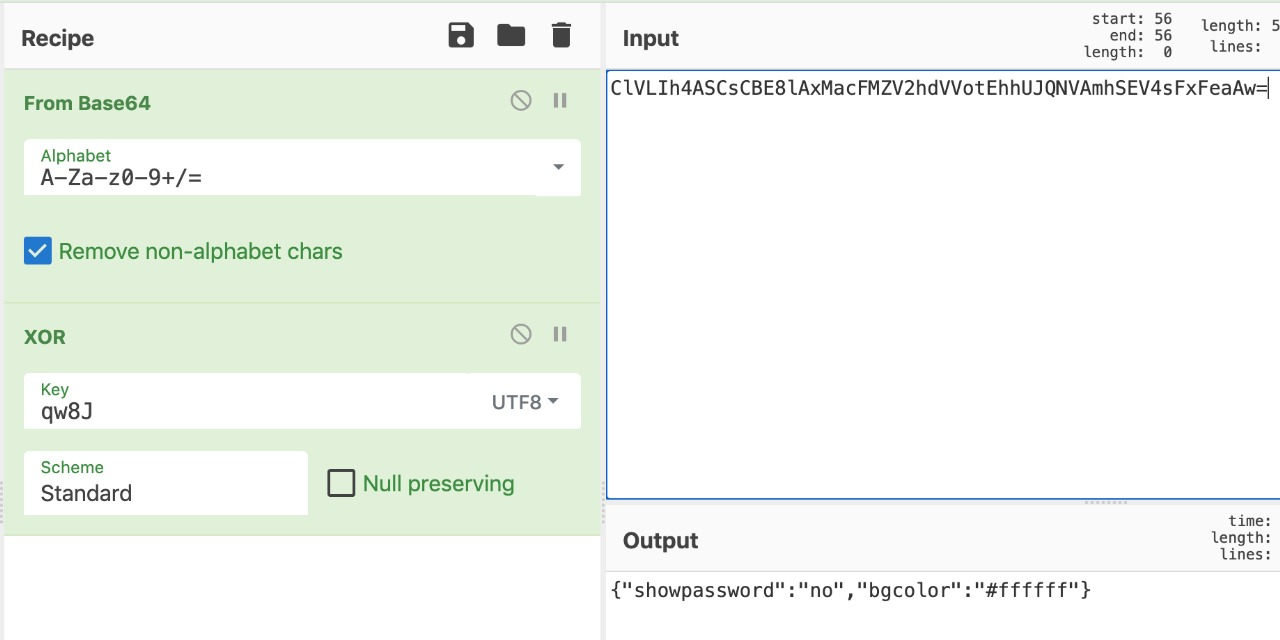 Recipe
From Base64
Alphabet
A-Za-z0-9+/=
Remove non-alphabet chars
XOR
Key
qw8J
UTF8
Scheme
Standard
Null preserving
Input
start: 56
end: 56
length: 0
length: 5
lines:
ClVLIh4ASCsCBE8lAxMacFMZV2hdVVotEhhUJQNVAmhSEV4sFxFeaAw=
Output
time:
length:
lines:
{"showpassword":"no","bgcolor":"#ffffff"}